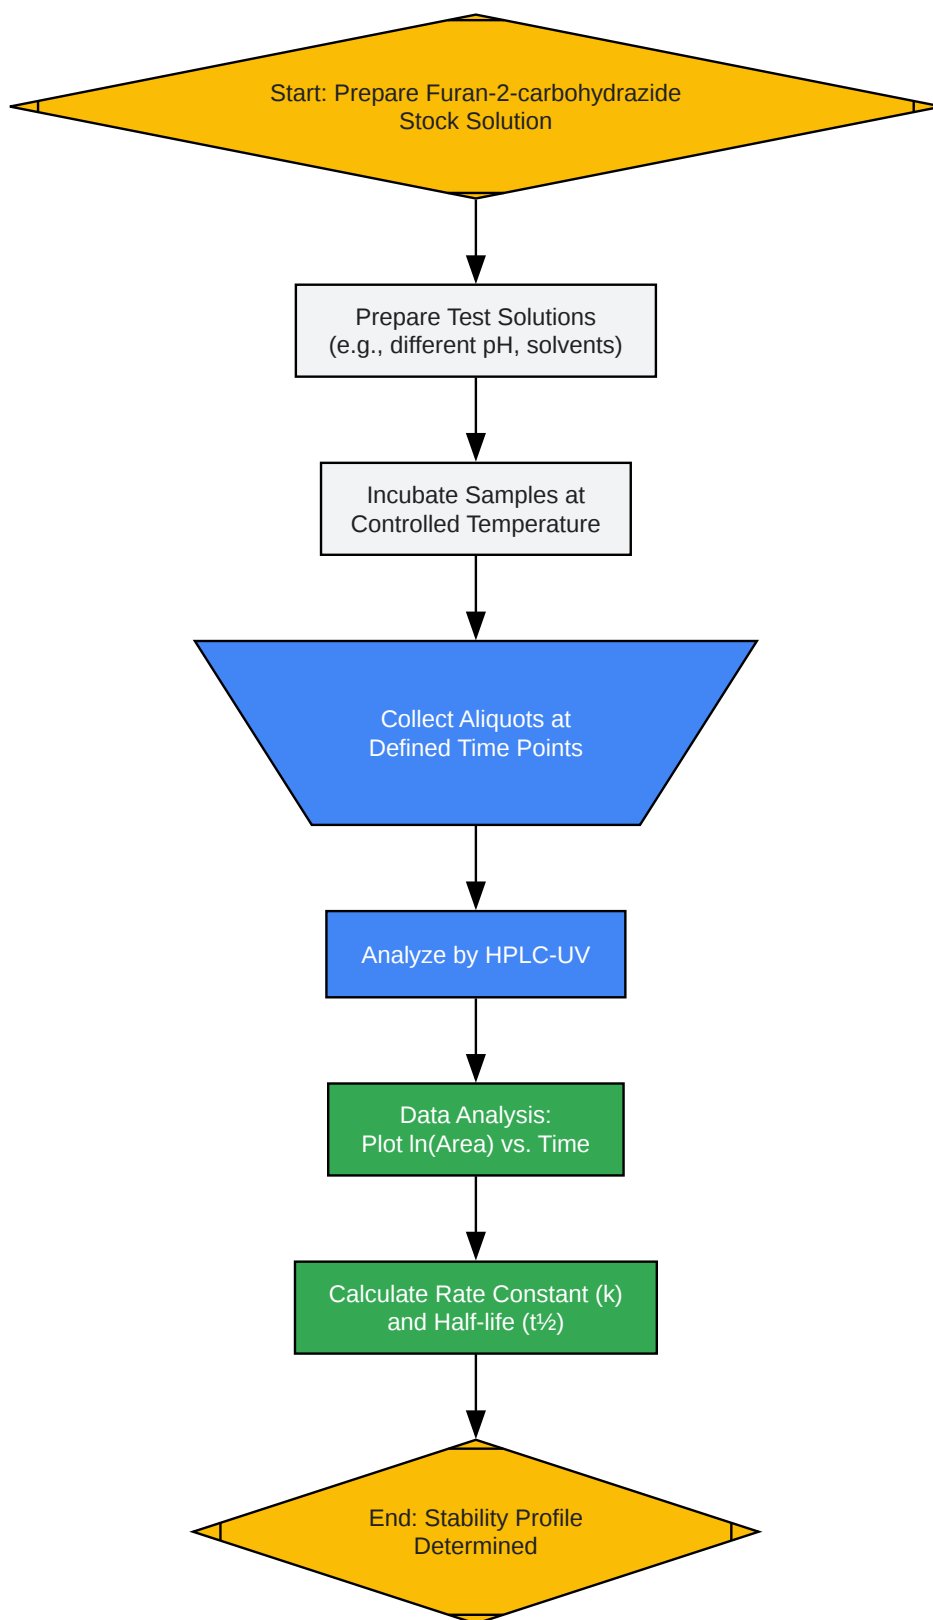 Start: Prepare Furan-2-carbohydrazide
Stock Solution
Prepare Test Solutions
(e.g., different pH, solvents)
Incubate Samples at
Controlled Temperature
Collect Aliquots at
Defined Time Points
Analyze by HPLC-UV
Data Analysis:
Plot ln(Area) vs. Time
Calculate Rate Constant (k)
and Half-life (t½)
End: Stability Profile
Determined